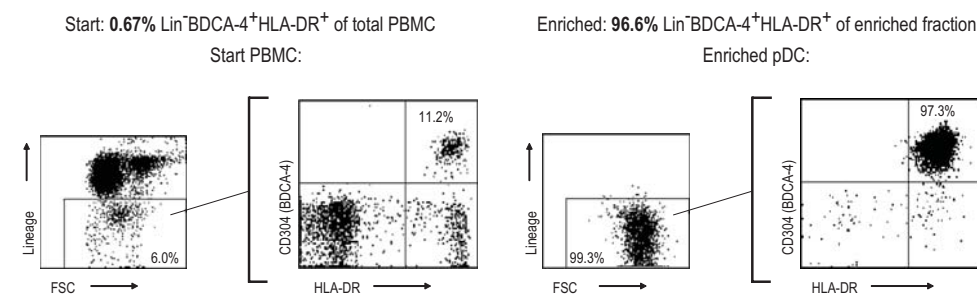 Start: 0.67% Lin⁻BDCA-4⁺HLA-DR⁺ of total PBMC
Start PBMC:
11.2%
Lineage
6.0%
FSC
CD304 (BDCA-4)
HLA-DR
Enriched: 96.6% Lin⁻BDCA-4⁺HLA-DR⁺ of enriched fraction
Enriched pDC:
97.3%
Lineage
99.3%
FSC
CD304 (BDCA-4)
HLA-DR